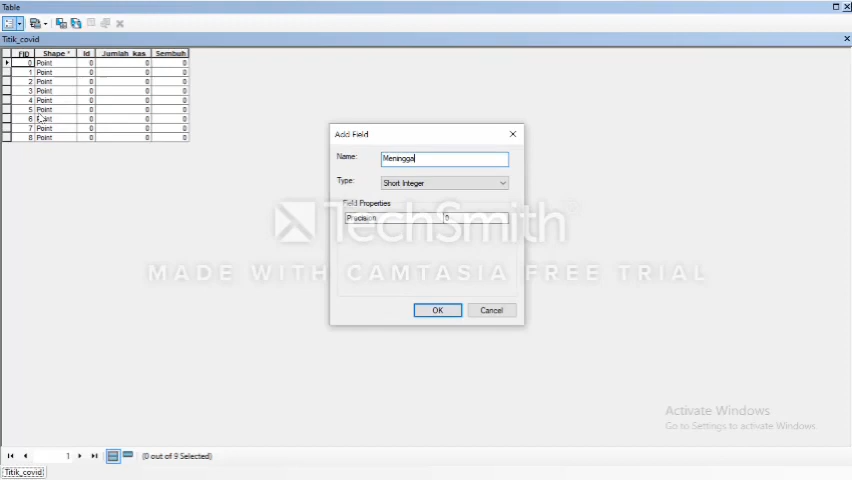 Table
Titik_covid
FID Shape * Id Jumlah_kas Sembuh
0 Point 0 0 0
1 Point 0 0 0
2 Point 0 0 0
3 Point 0 0 0
4 Point 0 0 0
5 Point 0 0 0
6 Point 0 0 0
7 Point 0 0 0
8 Point 0 0 0
Add Field
Name: Meningga
Type: Short Integer
Field Properties
Precision 0
TechSmith®
MADE WITH CAMTASIA FREE TRIAL
OK Cancel
Activate Windows
Go to Settings to activate Windows.
1 (0 out of 9 Selected)
Titik_covid